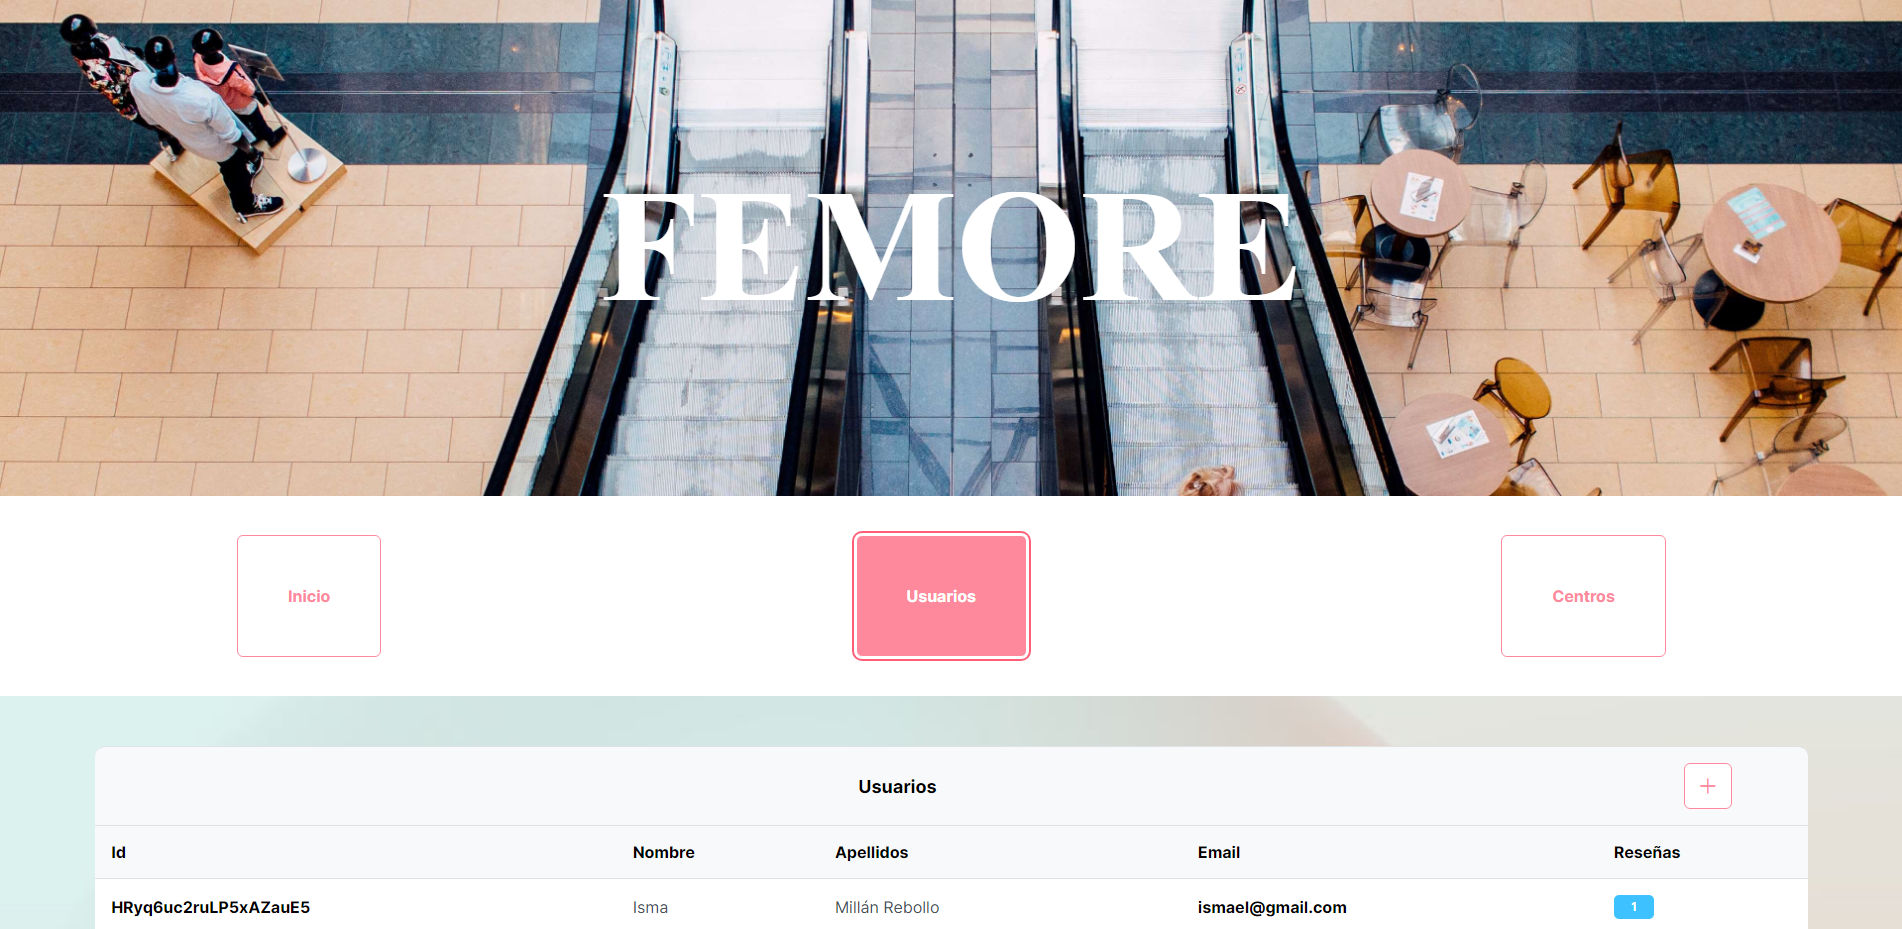 FEMORE
Inicio
Usuarios
Centros
Usuarios
Id Nombre Apellidos Email Reseñas
HRyq6uc2ruLP5xAZauE5 Isma Millán Rebollo ismael@gmail.com 1